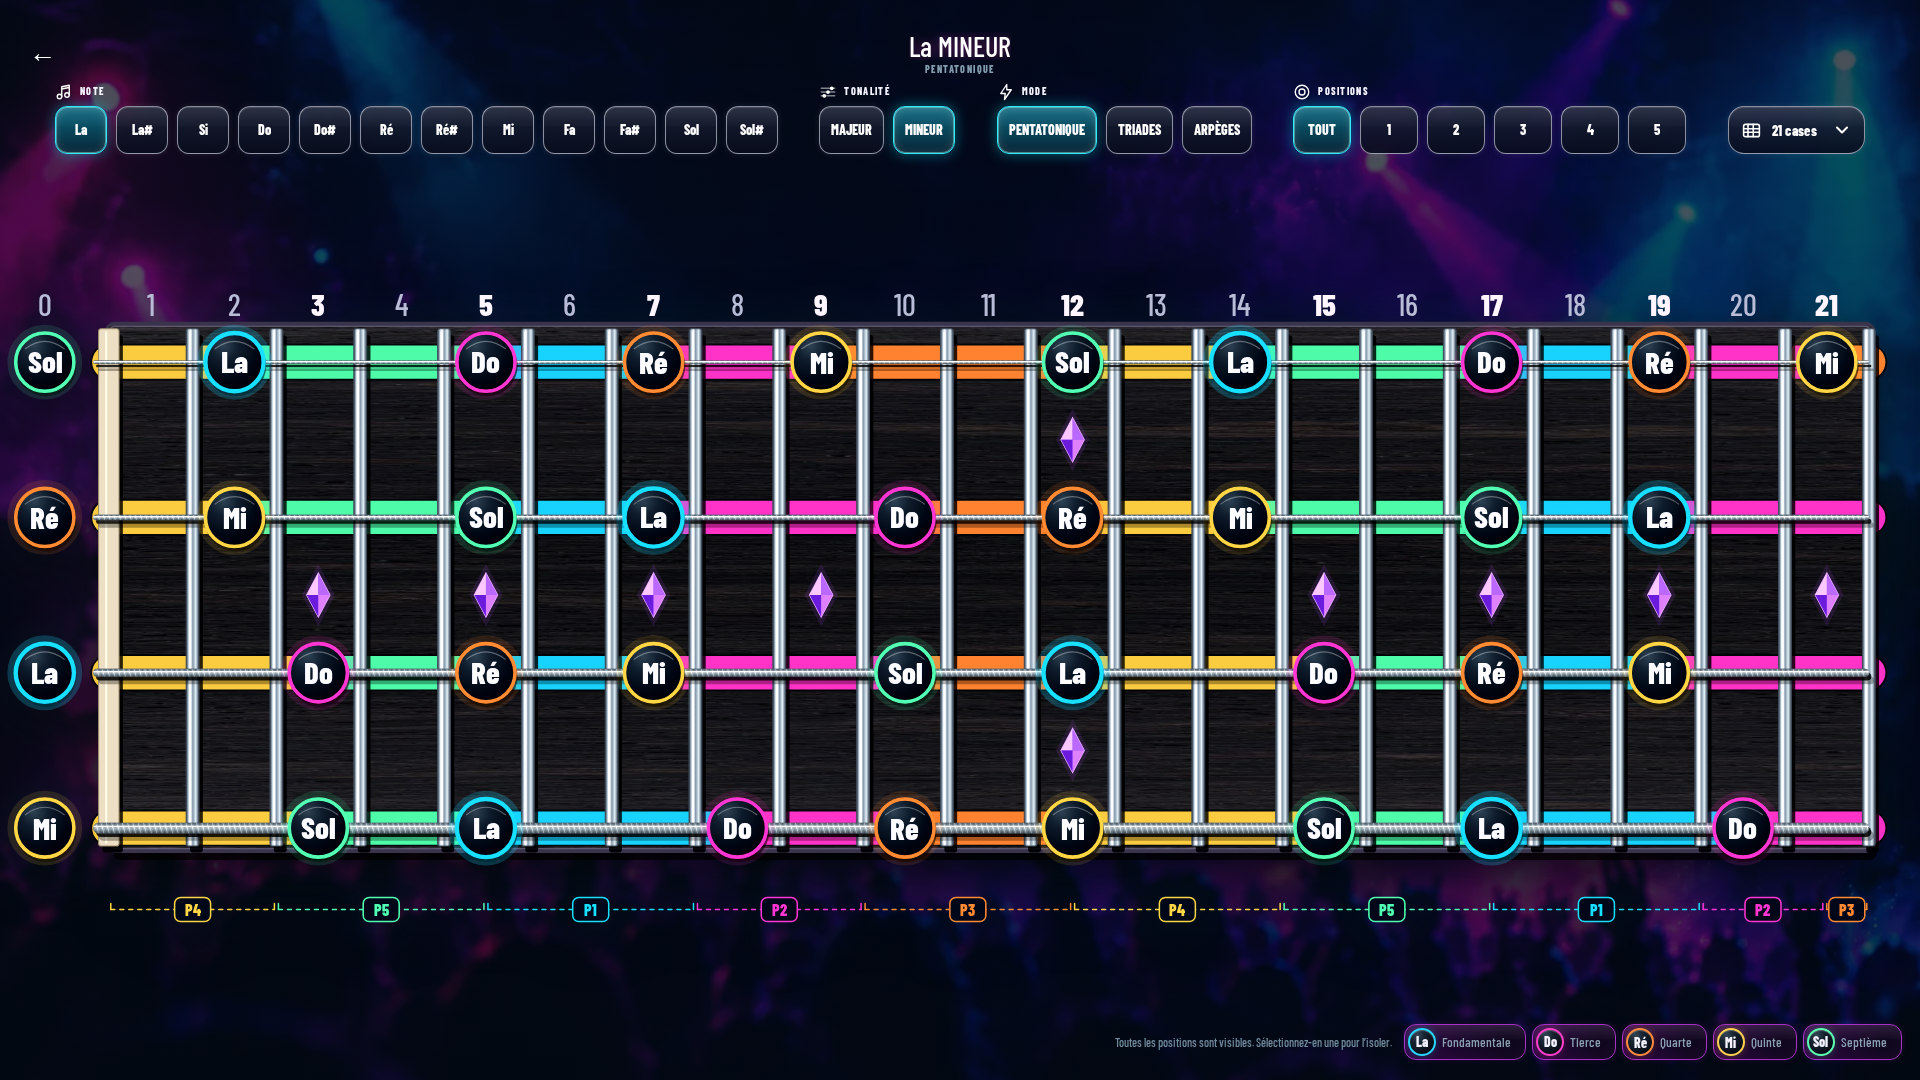 ←
La MINEUR
PENTATONIQUE
NOTE
TONALITÉ
MODE
POSITIONS
La La# Si Do Do# Ré Ré# Mi Fa Fa# Sol Sol#
MAJEUR MINEUR
PENTATONIQUE TRIADES ARPÈGES
TOUT 1 2 3 4 5
21 cases
0 1 2 3 4 5 6 7 8 9 10 11 12 13 14 15 16 17 18 19 20 21
Sol La Do Ré Mi Sol La Do Ré Mi
Ré Mi Sol La Do Ré Mi Sol La
La Do Ré Mi Sol La Do Ré Mi
Mi Sol La Do Ré Mi Sol La Do
P4 P5 P1 P2 P3 P4 P5 P1 P2 P3
Toutes les positions sont visibles. Sélectionnez-en une pour l'isoler.
La Fondamentale Do Tierce Ré Quarte Mi Quinte Sol Septième